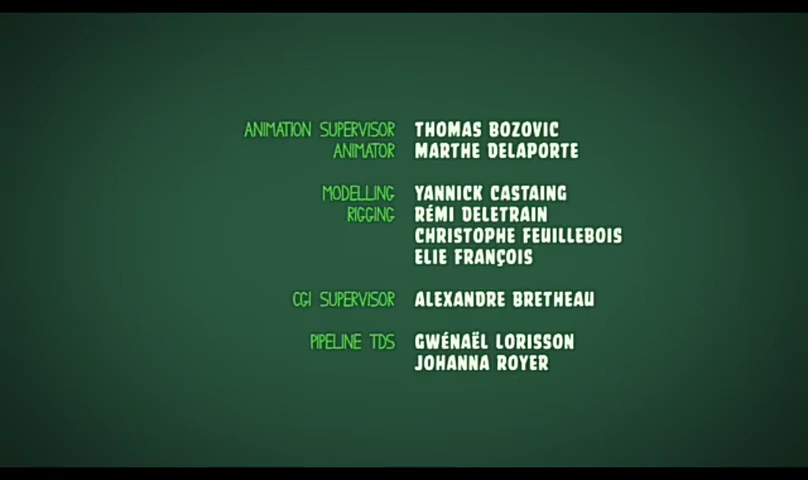 ANIMATION SUPERVISOR THOMAS BOZOVIC
ANIMATOR MARTHE DELAPORTE
MODELLING YANNICK CASTAING
RIGGING RÉMI DELETRAIN
CHRISTOPHE FEUILLEBOIS
ELIE FRANÇOIS
CGI SUPERVISOR ALEXANDRE BRETHEAU
PIPELINE TDS GWÉNAËL LORISSON
JOHANNA ROYER